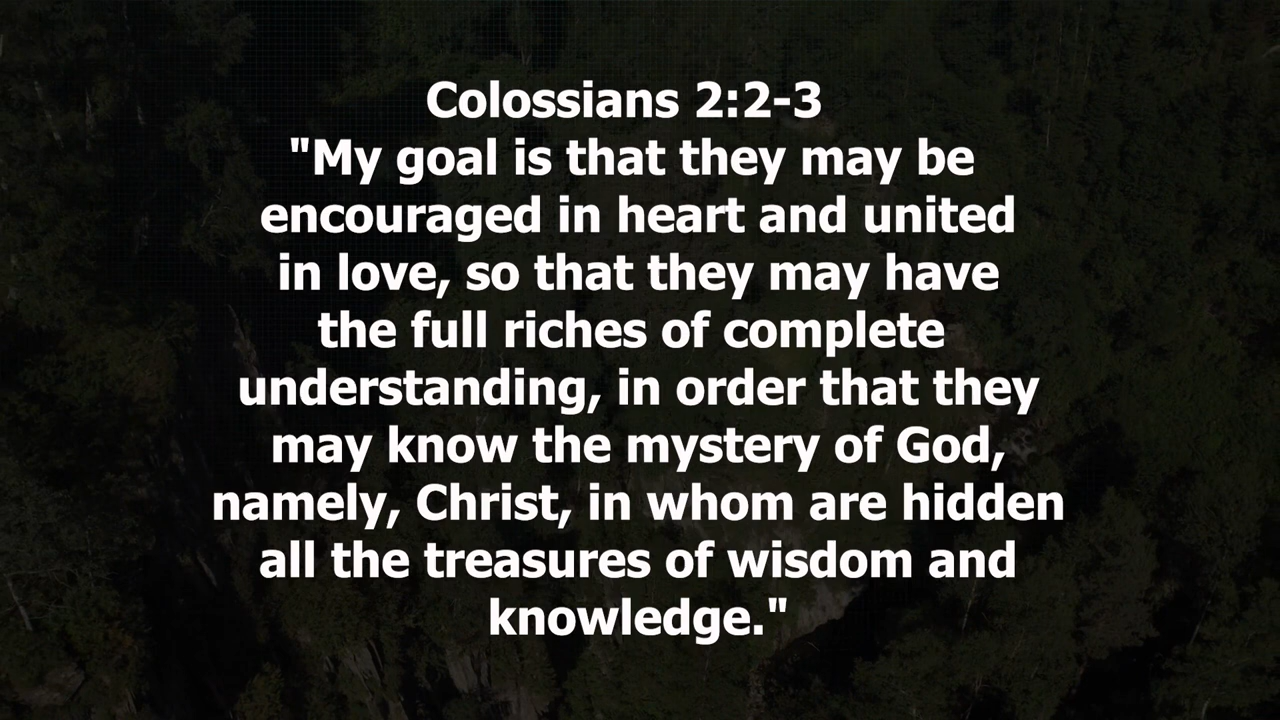 Colossians 2:2-3
"My goal is that they may be
encouraged in heart and united
in love, so that they may have
the full riches of complete
understanding, in order that they
may know the mystery of God,
namely, Christ, in whom are hidden
all the treasures of wisdom and
knowledge."